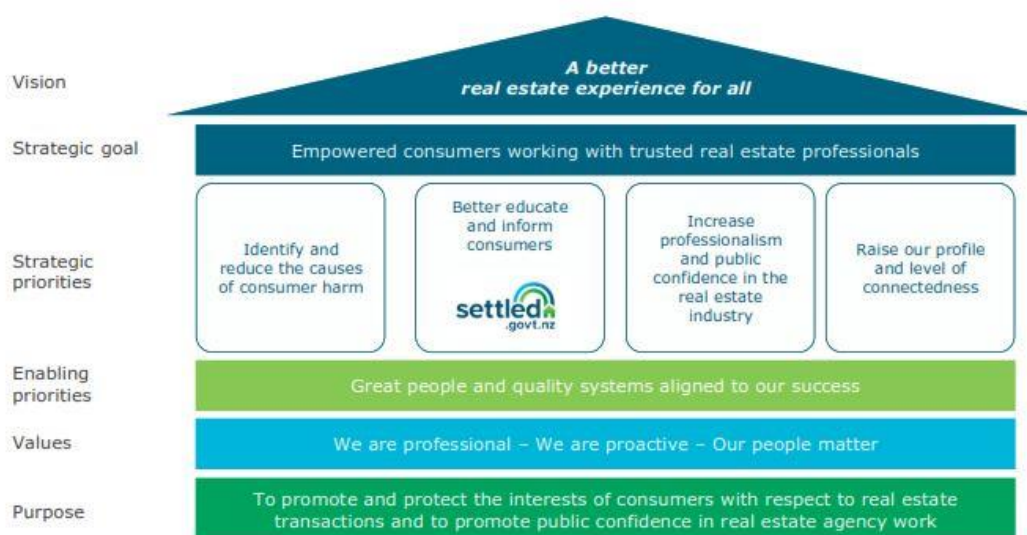 Vision
A better
real estate experience for all
Strategic goal
Empowered consumers working with trusted real estate professionals
Strategic
priorities
Identify and
reduce the causes
of consumer harm
Better educate
and inform
consumers
settled
.govt.nz
Increase
professionalism
and public
confidence in the
real estate
industry
Raise our profile
and level of
connectedness
Enabling
priorities
Great people and quality systems aligned to our success
Values
We are professional – We are proactive – Our people matter
Purpose
To promote and protect the interests of consumers with respect to real estate
transactions and to promote public confidence in real estate agency work